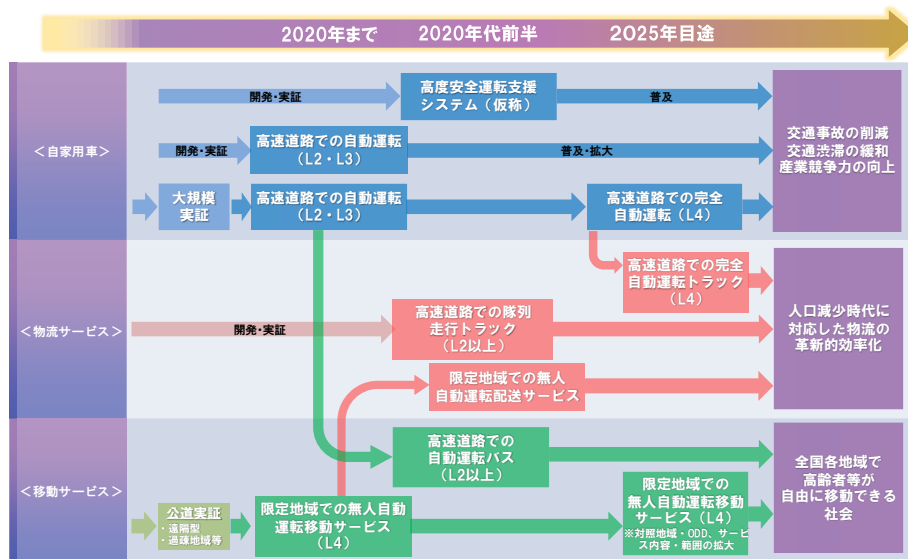 2020年まで
2020年代前半
2025年目途
＜自家用車＞
開発・実証
高度安全運転支援
システム（仮称）
普及
開発・実証
高速道路での自動運転
（L2・L3）
普及・拡大
大規模
実証
高速道路での自動運転
（L2・L3）
高速道路での完全
自動運転（L4）
交通事故の削減
交通渋滞の緩和
産業競争力の向上
＜物流サービス＞
高速道路での完全
自動運転トラック
（L4）
開発・実証
高速道路での隊列
走行トラック
（L2以上）
限定地域での無人
自動運転配送サービス
人口減少時代に
対応した物流の
革新的効率化
＜移動サービス＞
高速道路での
自動運転バス
（L2以上）
公道実証
・遠隔型
・過疎地域等
限定地域での無人自動
運転移動サービス
（L4）
限定地域での
無人自動運転移動
サービス（L4）
※対照地域・ODD、サービ
ス内容・範囲の拡大
全国各地域で
高齢者等が
自由に移動できる
社会